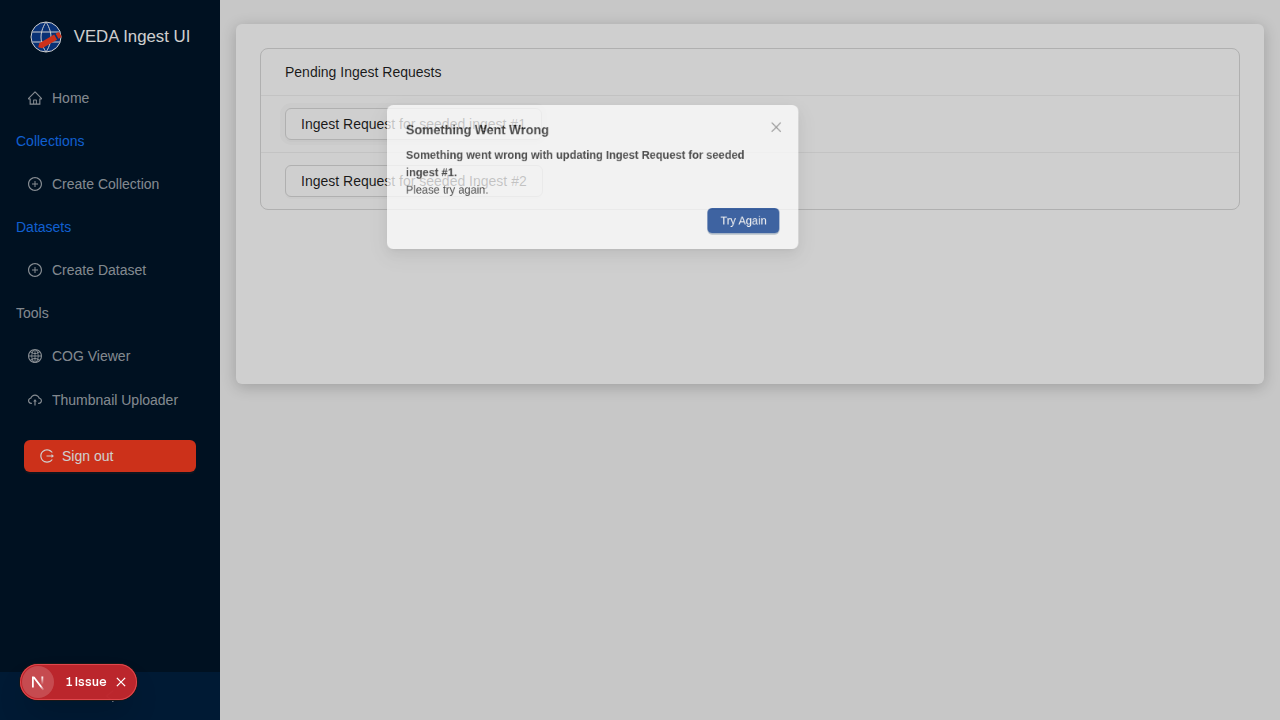 VEDA Ingest UI
Home
Collections
Create Collection
Datasets
Create Dataset
Tools
COG Viewer
Thumbnail Uploader
Sign out
1 Issue
Pending Ingest Requests
Ingest Request for seeded ingest #1
Ingest Request for seeded Ingest #2
Something Went Wrong
Something went wrong with updating Ingest Request for seeded
ingest #1.
Please try again.
Try Again